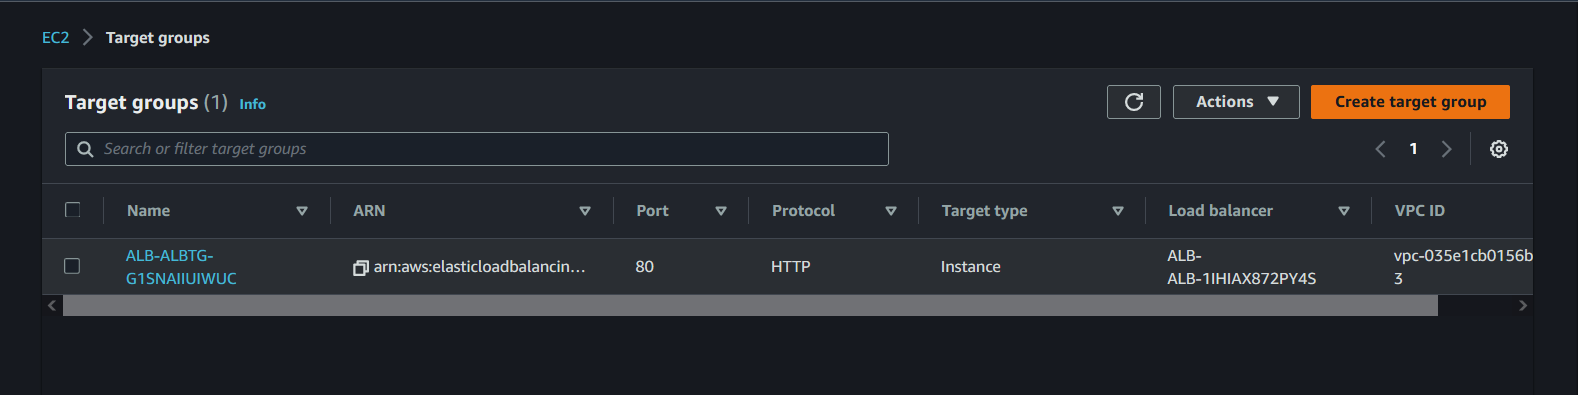 EC2 > Target groups
Target groups (1) Info
Actions
Create target group
Search or filter target groups
1
Name ARN Port Protocol Target type Load balancer VPC ID
ALB-ALBTG- arn:aws:elasticloadbalancin... 80 HTTP Instance ALB- vpc-035e1cb0156b
G1SNAIIUIWUC ALB-1IHIAX872PY4S 3